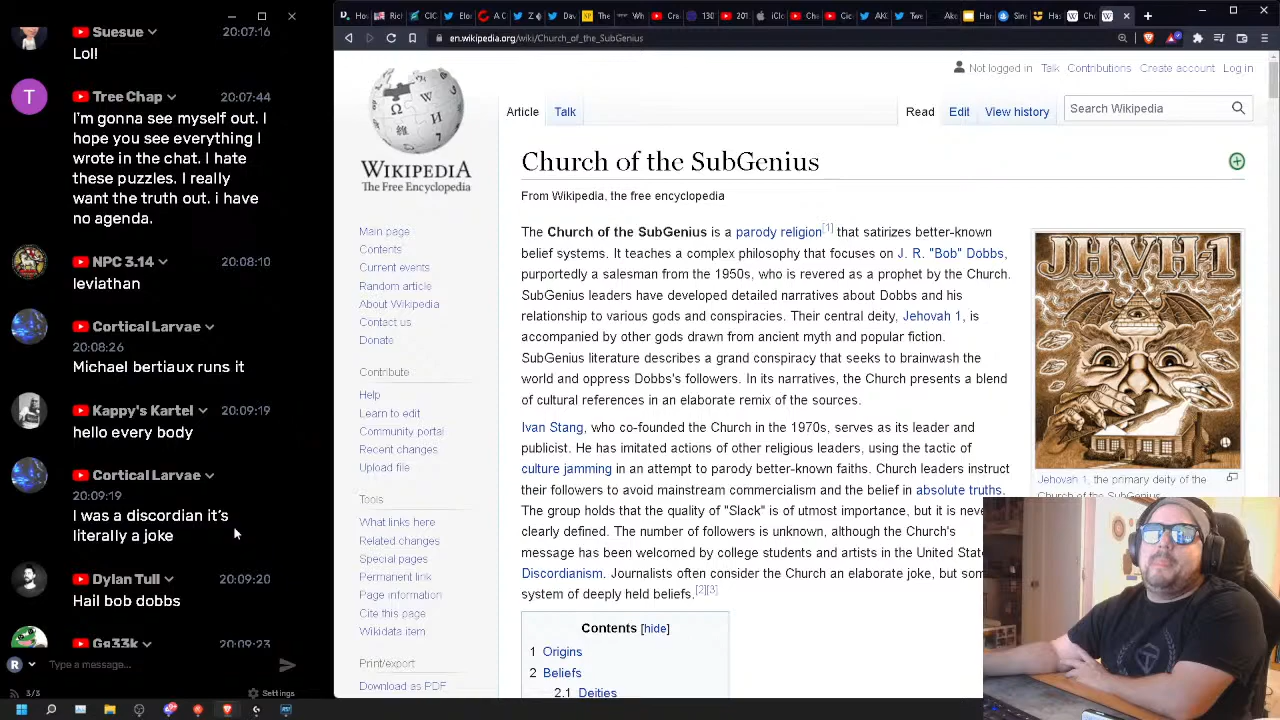 Suesue
20:07:16
Lol!
T
Tree Chap
20:07:44
I'm gonna see myself out. I
hope you see everything I
wrote in the chat. I hate
these puzzles. I really
want the truth out. i have
no agenda.
NPC 3.14
20:08:10
leviathan
Cortical Larvae
20:08:26
Michael bertiaux runs it
Kappy's Kartel
20:09:19
hello every body
Cortical Larvae
20:09:19
I was a discordian it's
literally a joke
Dylan Tull
20:09:20
Hail bob dobbs
Gg33k
20:09:23
R
Type a message...
3/3
Settings
en.wikipedia.org/wiki/Church_of_the_SubGenius
WIKIPEDIA
The Free Encyclopedia
Main page
Contents
Current events
Random article
About Wikipedia
Contact us
Donate
Contribute
Help
Learn to edit
Community portal
Recent changes
Upload file
Tools
What links here
Related changes
Special pages
Permanent link
Page information
Cite this page
Wikidata item
Print/export
Download as PDF
Not logged in
Talk
Contributions
Create account
Log in
Article
Talk
Read
Edit
View history
Search Wikipedia
Church of the SubGenius
From Wikipedia, the free encyclopedia
The Church of the SubGenius is a parody religion[1] that satirizes better-known
belief systems. It teaches a complex philosophy that focuses on J. R. "Bob" Dobbs,
purportedly a salesman from the 1950s, who is revered as a prophet by the Church.
SubGenius leaders have developed detailed narratives about Dobbs and his
relationship to various gods and conspiracies. Their central deity, Jehovah 1, is
accompanied by other gods drawn from ancient myth and popular fiction.
SubGenius literature describes a grand conspiracy that seeks to brainwash the
world and oppress Dobbs's followers. In its narratives, the Church presents a blend
of cultural references in an elaborate remix of the sources.
Ivan Stang, who co-founded the Church in the 1970s, serves as its leader and
publicist. He has imitated actions of other religious leaders, using the tactic of
culture jamming in an attempt to parody better-known faiths. Church leaders instruct
their followers to avoid mainstream commercialism and the belief in absolute truths.
The group holds that the quality of "Slack" is of utmost importance, but it is neve
clearly defined. The number of followers is unknown, although the Church's
message has been welcomed by college students and artists in the United Stat
Discordianism. Journalists often consider the Church an elaborate joke, but som
system of deeply held beliefs.[2][3]
JHVH-1
Jehovah 1, the primary deity of the
Church of the SubGenius
Contents [hide]
1 Origins
2 Beliefs
2.1 Deities